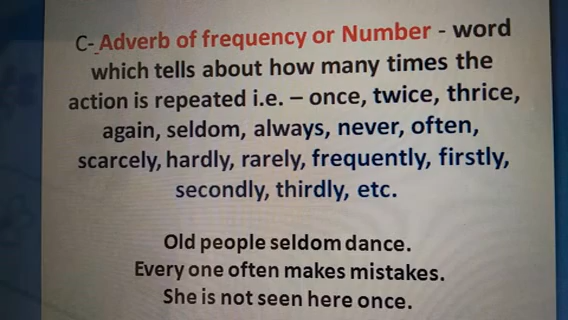 C- Adverb of frequency or Number - word
which tells about how many times the
action is repeated i.e. – once, twice, thrice,
again, seldom, always, never, often,
scarcely, hardly, rarely, frequently, firstly,
secondly, thirdly, etc.
Old people seldom dance.
Every one often makes mistakes.
She is not seen here once.